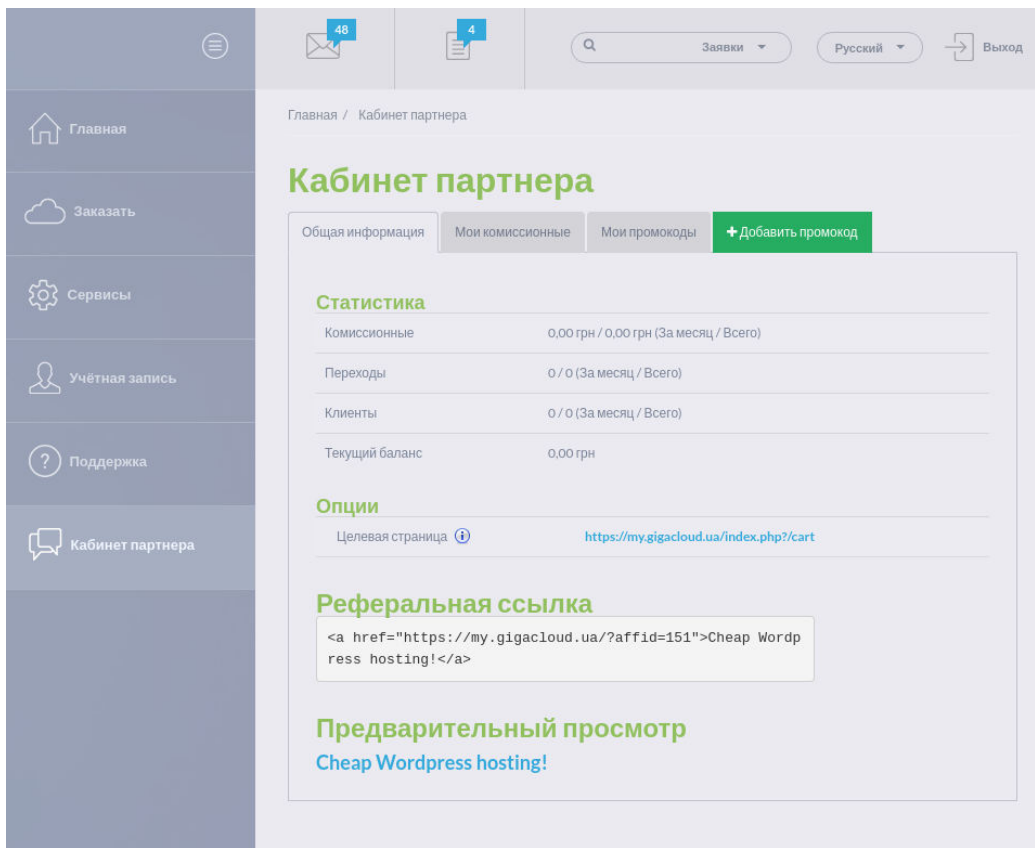 48
4
Заявки
Русский
Выход
Главная
Заказать
Сервисы
Учётная запись
Поддержка
Кабинет партнера
Главная / Кабинет партнера
Кабинет партнера
Общая информация
Мои комиссионные
Мои промокоды
Добавить промокод
Статистика
Комиссионные 0,00 грн / 0,00 грн (За месяц / Всего)
Переходы 0 / 0 (За месяц / Всего)
Клиенты 0 / 0 (За месяц / Всего)
Текущий баланс 0,00 грн
Опции
Целевая страница https://my.gigacloud.ua/index.php?/cart
Реферальная ссылка
<a href="https://my.gigacloud.ua/?affid=151">Cheap Wordp
ress hosting!</a>
Предварительный просмотр
Cheap Wordpress hosting!